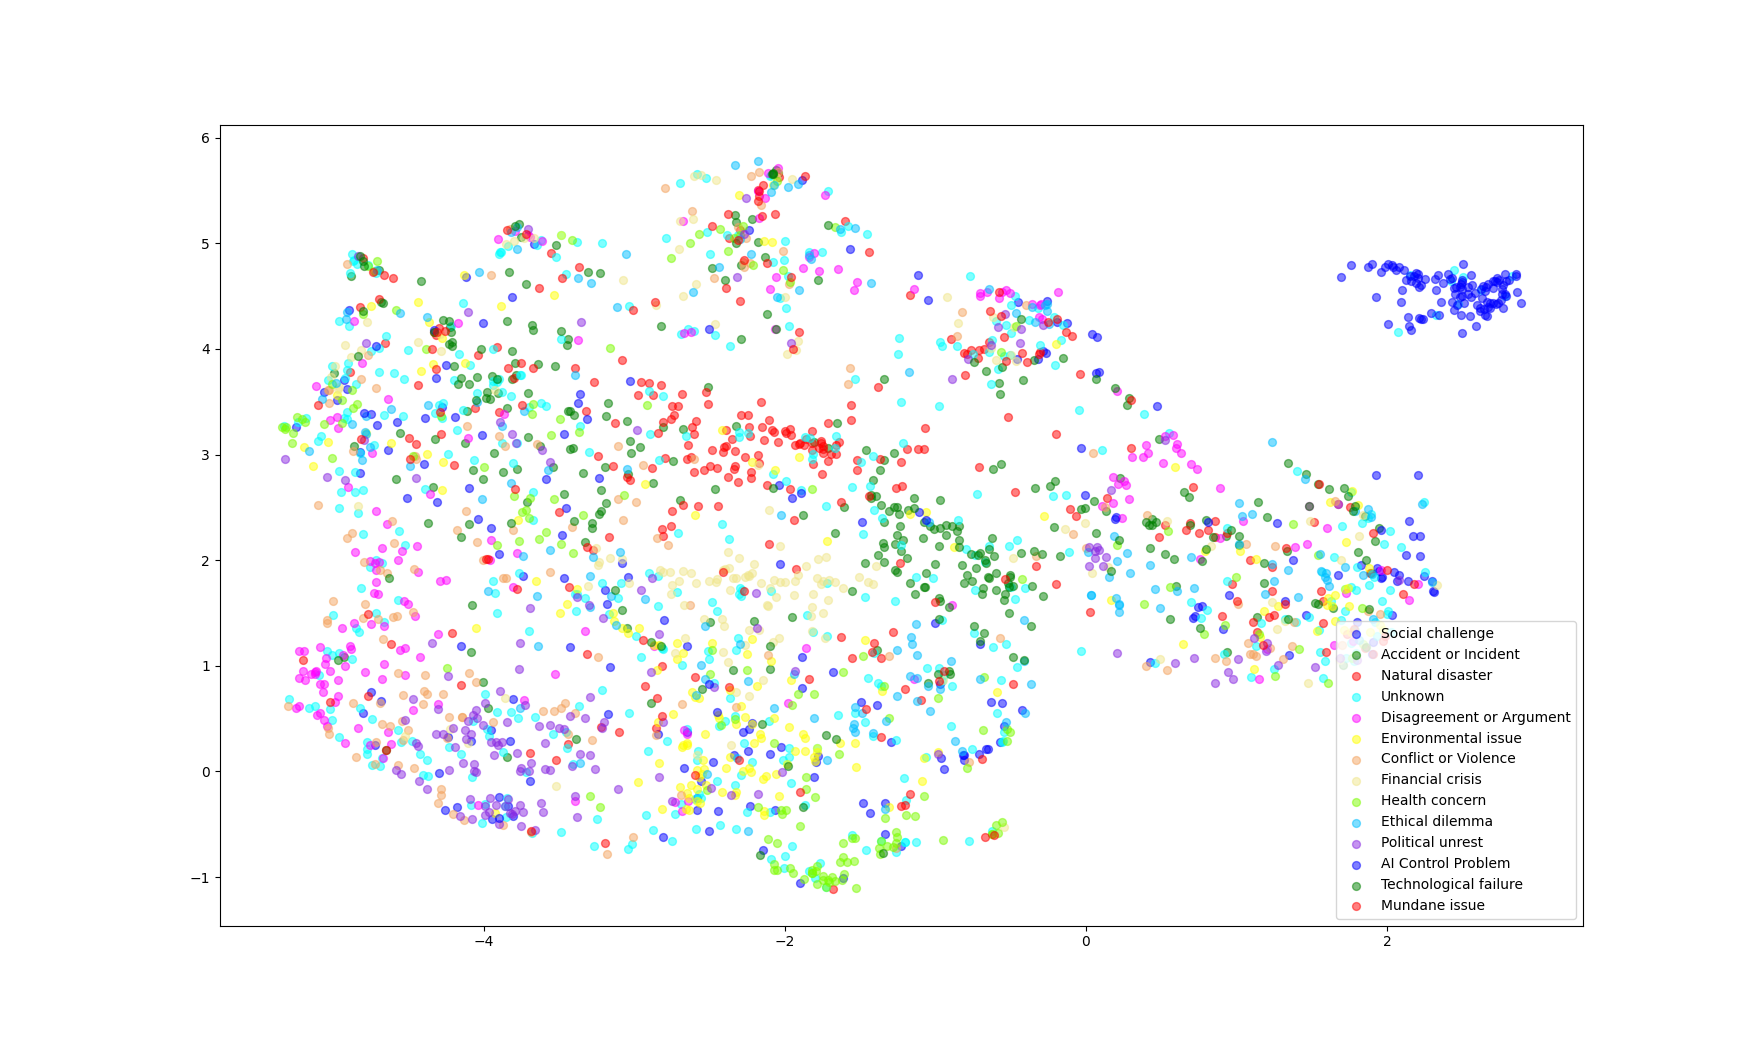 6
5
4
3
2
1
0
−1
−4
−2
0
2
Social challenge
Accident or Incident
Natural disaster
Unknown
Disagreement or Argument
Environmental issue
Conflict or Violence
Financial crisis
Health concern
Ethical dilemma
Political unrest
AI Control Problem
Technological failure
Mundane issue